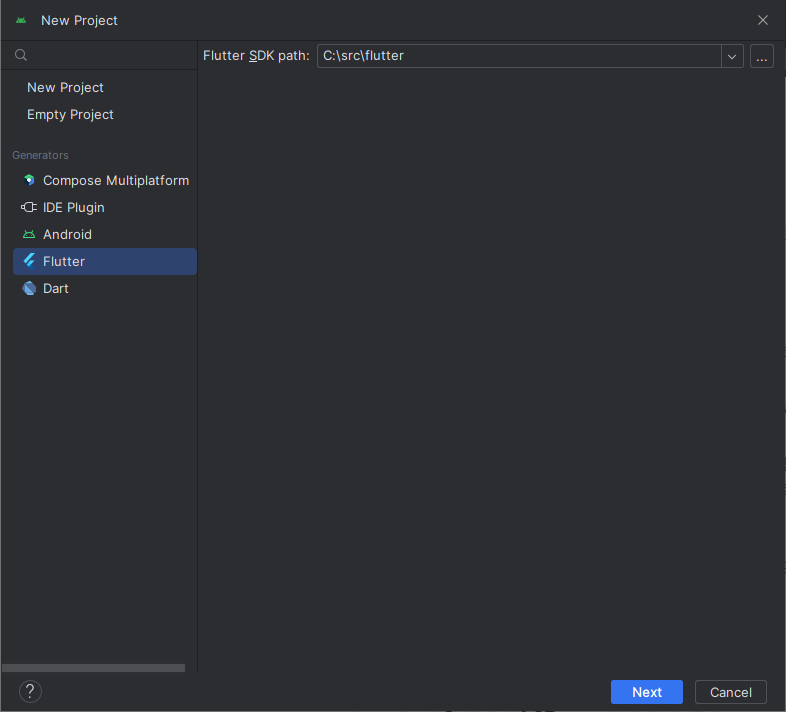 New Project
Flutter SDK path: C:\src\flutter ...
New Project
Empty Project
Generators
Compose Multiplatform
IDE Plugin
Android
Flutter
Dart
? Next Cancel